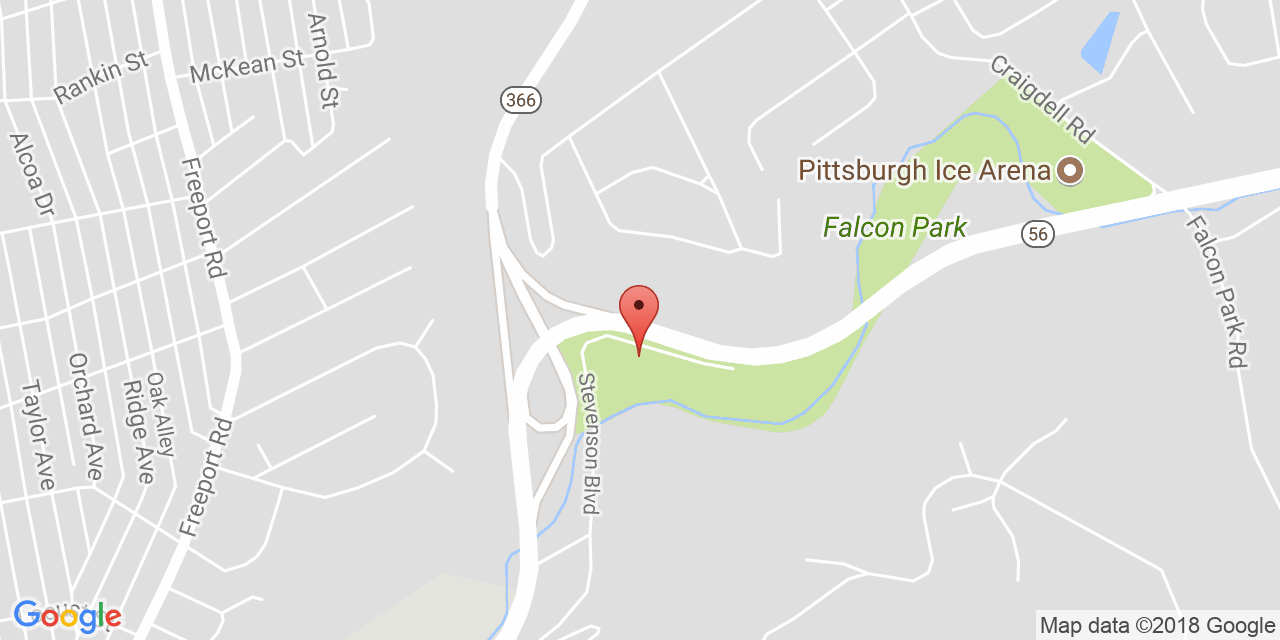 Arnold St
McKean St
Rankin St
366
Craigdell Rd
Alcoa Dr
Freeport Rd
Pittsburgh Ice Arena
Falcon Park
56
Falcon Park Rd
Orchard Ave
Oak Alley
Ridge Ave
Taylor Ave
Stevenson Blvd
Freeport Rd
Google
Map data ©2018 Google